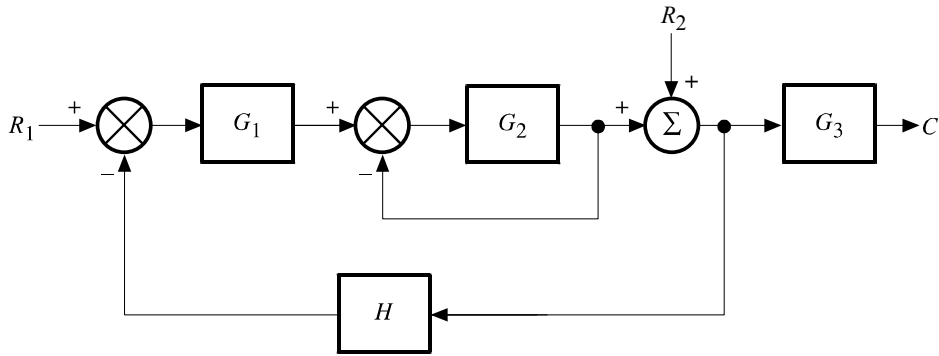 R2
+
+
+
+
R1
G1
G2
Σ
G3
C
−
−
H